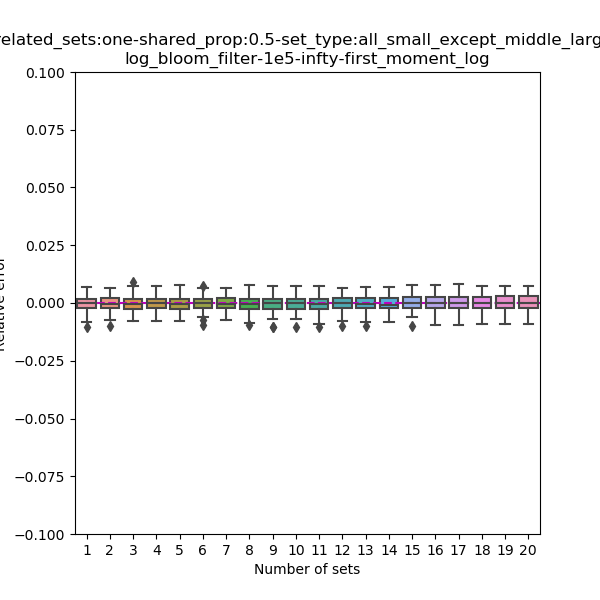 related_sets:one-shared_prop:0.5-set_type:all_small_except_middle_larg
log_bloom_filter-1e5-infty-first_moment_log
0.100
0.075
0.050
0.025
0.000
−0.025
−0.050
−0.075
−0.100
Relative error
1 2 3 4 5 6 7 8 9 10 11 12 13 14 15 16 17 18 19 20
Number of sets